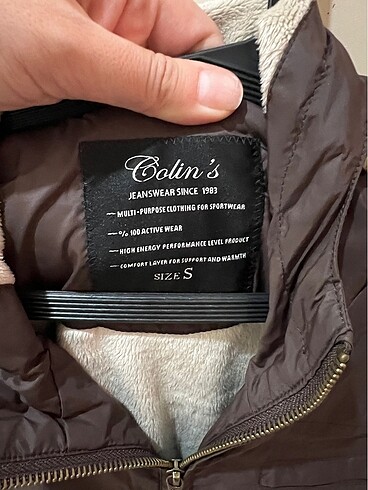 Colin's
JEANSWEAR SINCE 1983
— MULTI-PURPOSE CLOTHING FOR SPORTWEAR
— % 100 ACTIVE WEAR
— HIGH ENERGY PERFORMANCE LEVEL PRODUCT
— COMFORT LAYER FOR SUPPORT AND WARMTH
SIZE S